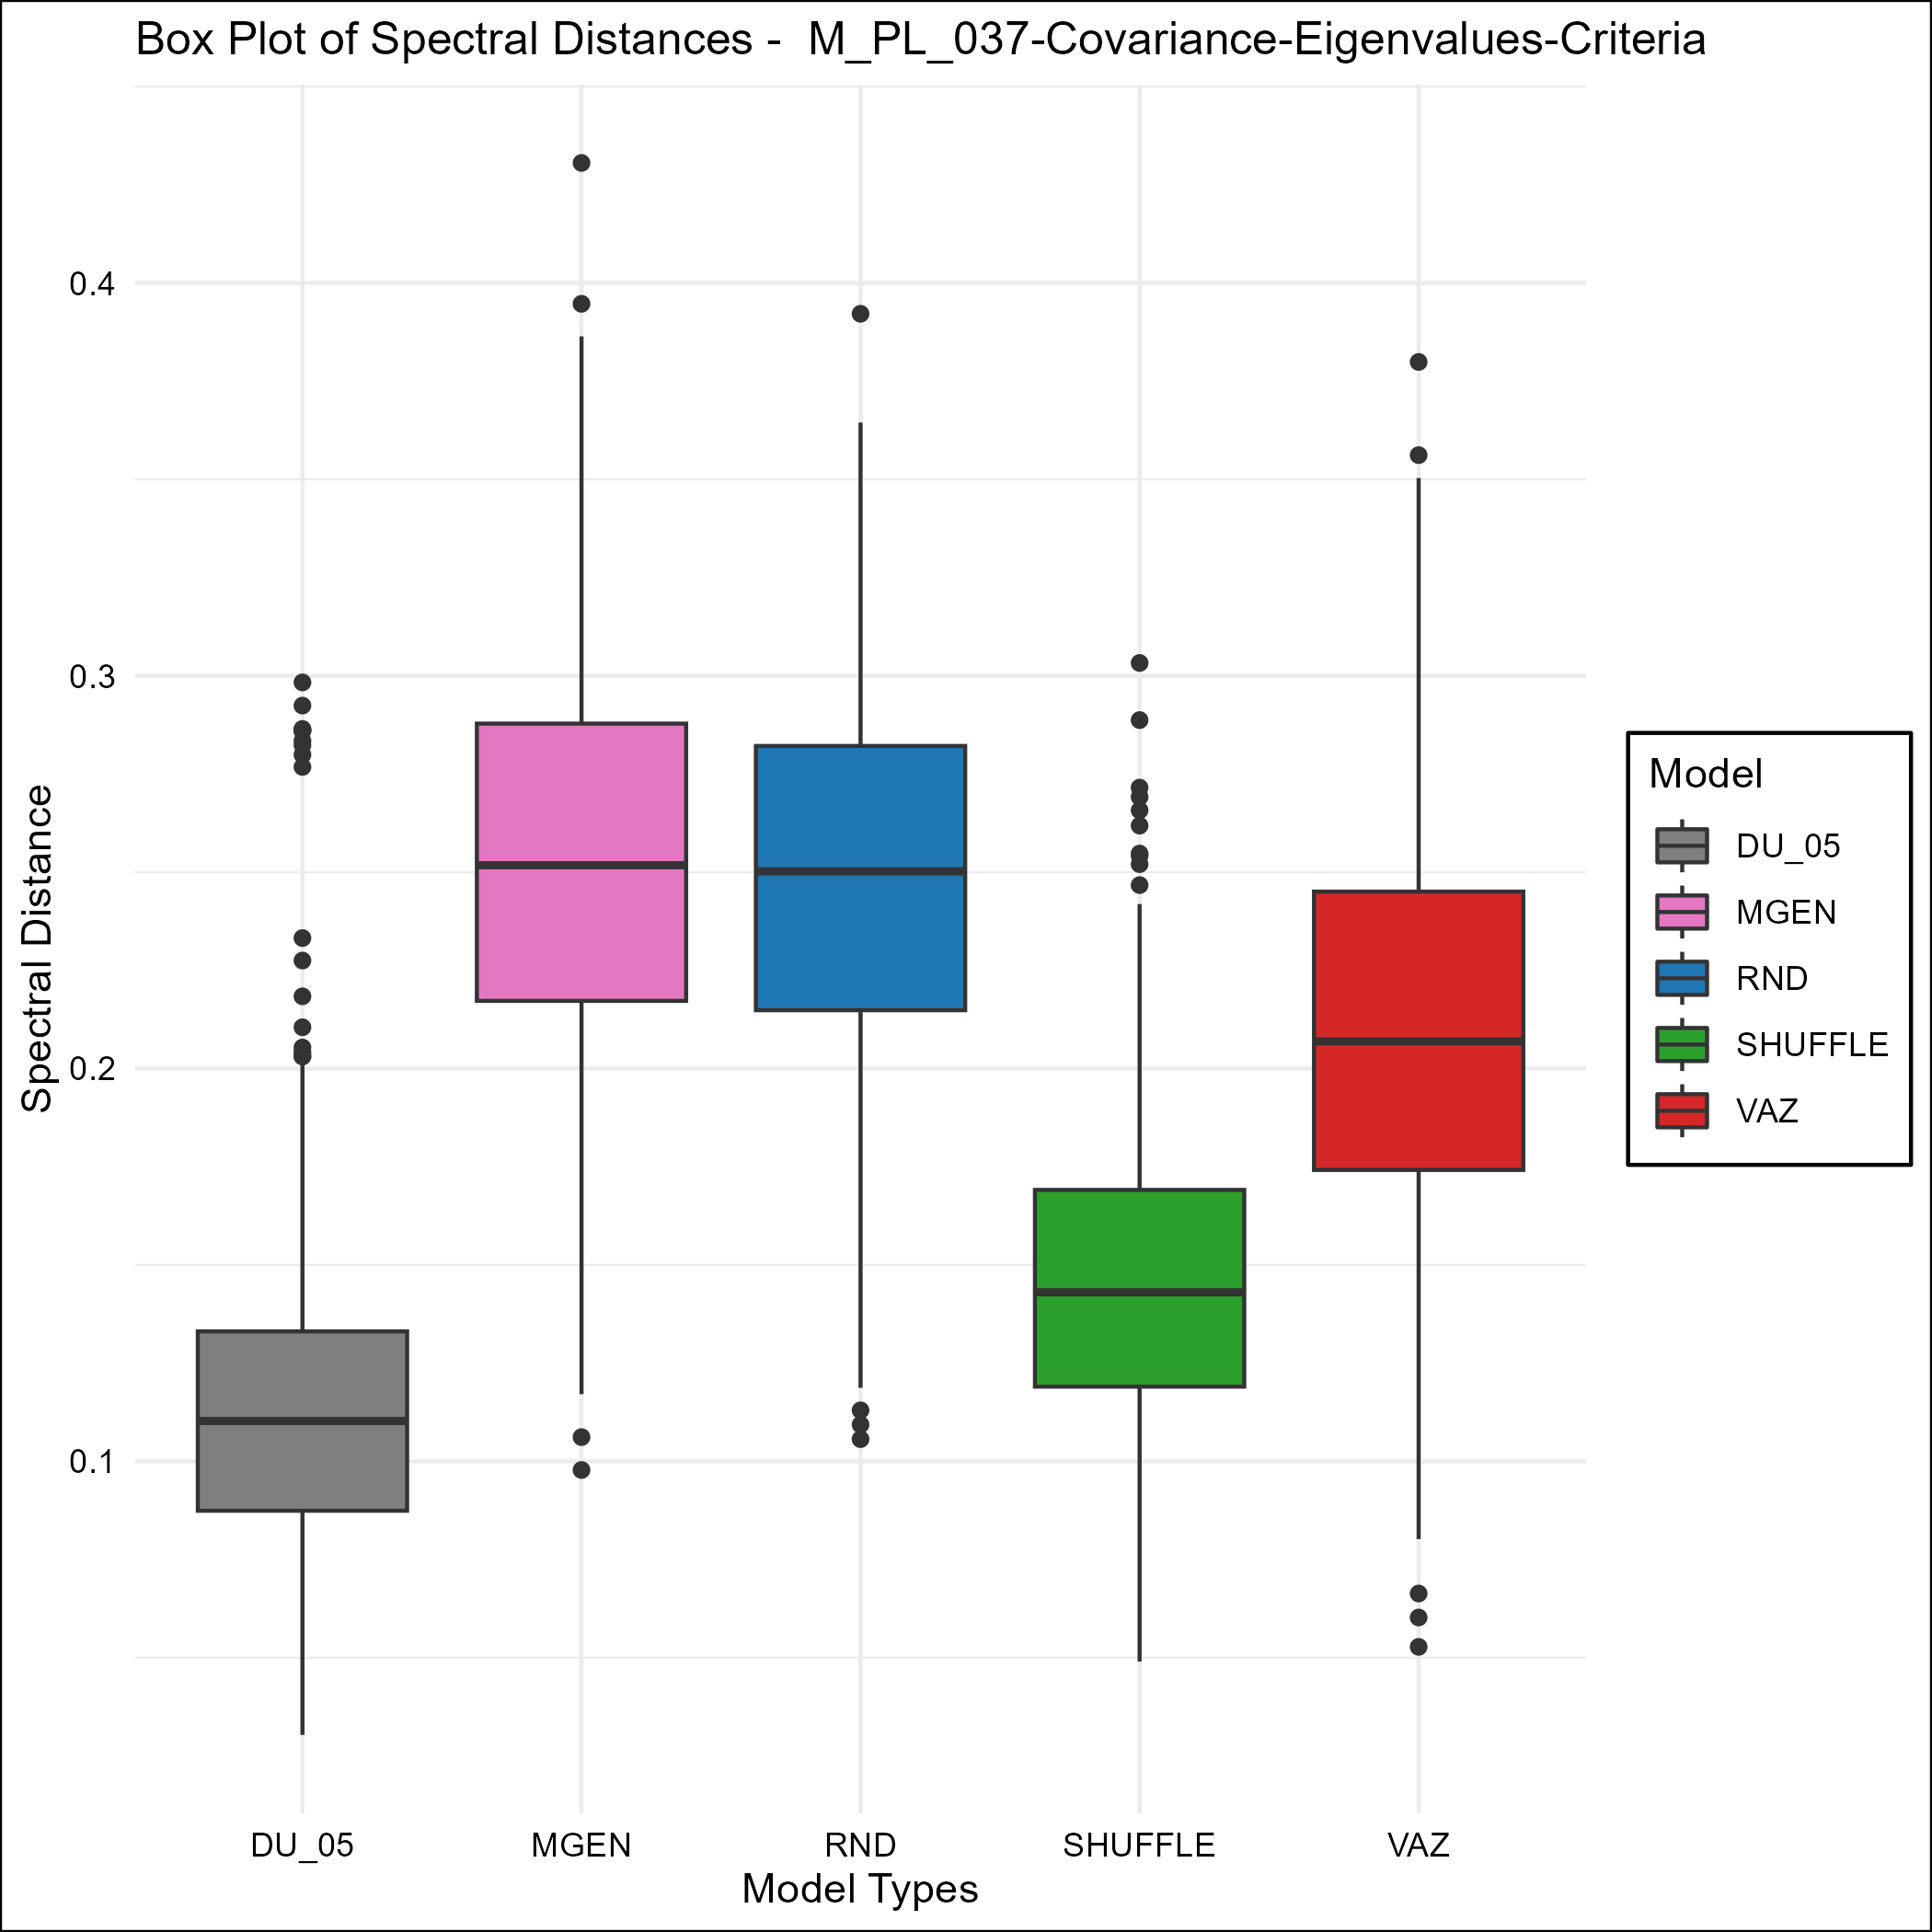 Box Plot of Spectral Distances -  M_PL_037-Covariance-Eigenvalues-Criteria
Spectral Distance
0.4
0.3
0.2
0.1
DU_05
MGEN
RND
SHUFFLE
VAZ
Model Types
Model
DU_05
MGEN
RND
SHUFFLE
VAZ